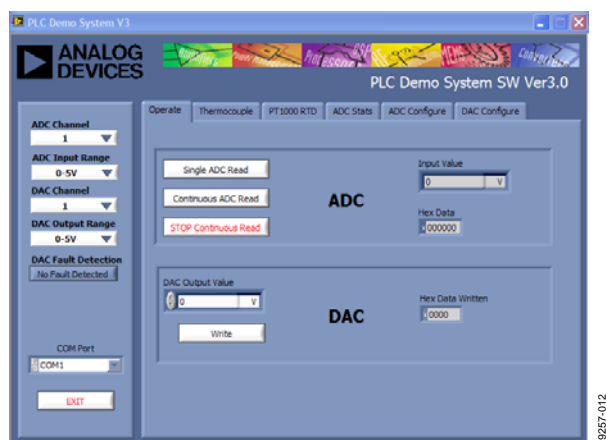 PLC Demo System V3
ANALOG
DEVICES
PLC Demo System SW Ver3.0
Operate
Thermocouple
PT1000 RTD
ADC Stats
ADC Configure
DAC Configure
ADC Channel
1
ADC Input Range
0-5V
DAC Channel
1
DAC Output Range
0-5V
DAC Fault Detection
No Fault Detected
COM Port
COM1
EXIT
Single ADC Read
Continuous ADC Read
STOP Continuous Read
ADC
Input Value
0 V
Hex Data
x000000
DAC Output Value
0 V
Write
DAC
Hex Data Written
x0000
9257-012